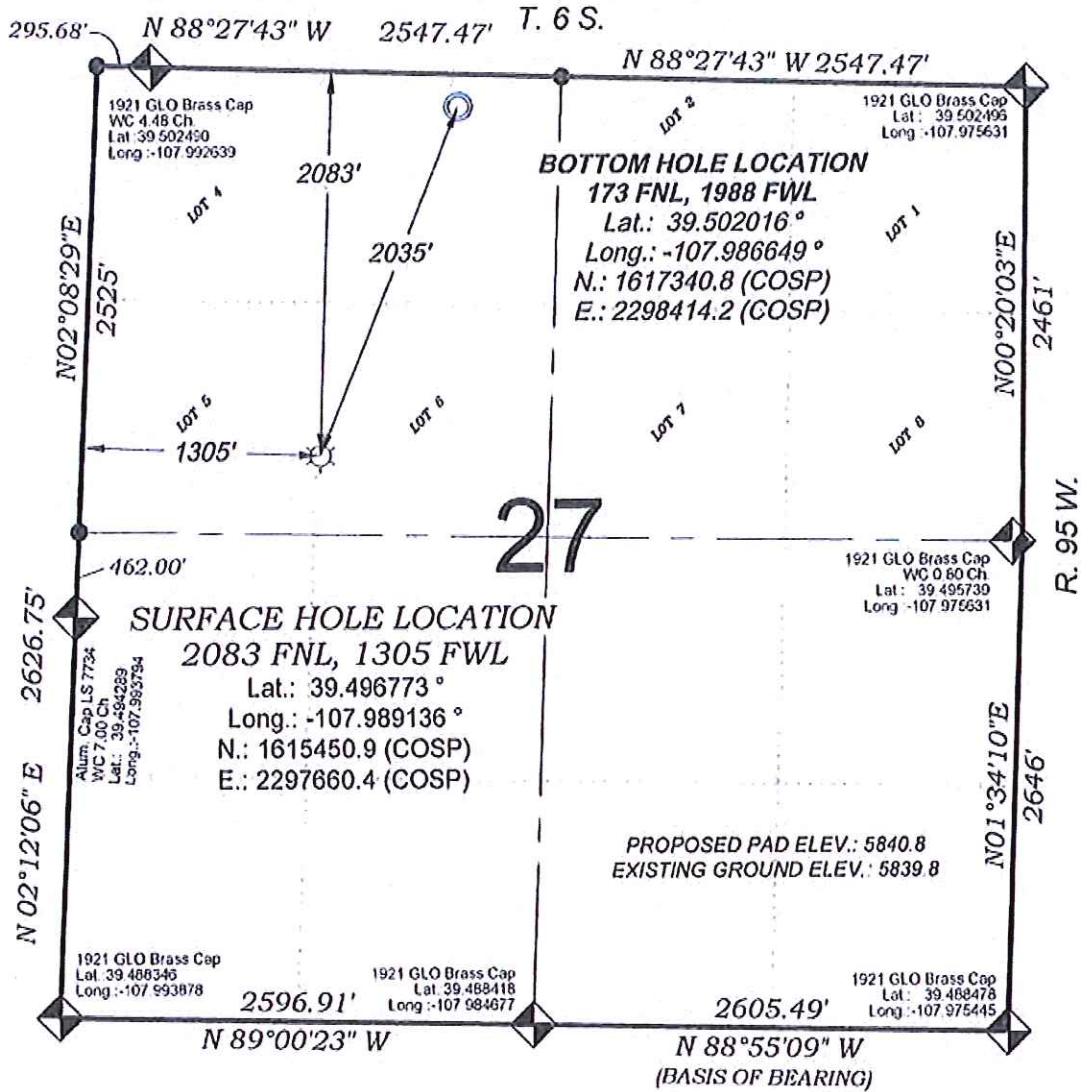 T. 6 S.
295.68'
N 88°27'43" W 2547.47'
N 88°27'43" W 2547.47'
1921 GLO Brass Cap
WC 4.48 Ch.
Lat:39.502490
Long:-107.992639
LOT 2
1921 GLO Brass Cap
Lat : 39.502496
Long :-107.975631
2083'
BOTTOM HOLE LOCATION
173 FNL, 1988 FWL
Lat.: 39.502016 °
Long.: -107.986649 °
N.: 1617340.8 (COSP)
E.: 2298414.2 (COSP)
LOT 4
LOT 1
2035'
N02°08'29"E
2525'
N00°20'03"E
2461'
LOT 5
LOT 6
LOT 7
LOT 8
1305'
27
R. 95 W.
462.00'
1921 GLO Brass Cap
WC 0.60 Ch.
Lat : 39.495739
Long :-107.975631
SURFACE HOLE LOCATION
2083 FNL, 1305 FWL
Lat.: 39.496773 °
Long.: -107.989136 °
N.: 1615450.9 (COSP)
E.: 2297660.4 (COSP)
2626.75'
Alum. Cap LS 7734
WC 7.00 Ch
Lat.: 39.494289
Long.:-107.993794
N 02°12'06" E
N01°34'10"E
2646'
PROPOSED PAD ELEV.: 5840.8
EXISTING GROUND ELEV.: 5839.8
1921 GLO Brass Cap
Lat. 39.488346
Long :-107.993878
1921 GLO Brass Cap
Lat. 39.488418
Long :-107.984677
1921 GLO Brass Cap
Lat : 39.488478
Long :-107.975445
2596.91'
2605.49'
N 89°00'23" W
N 88°55'09" W
(BASIS OF BEARING)